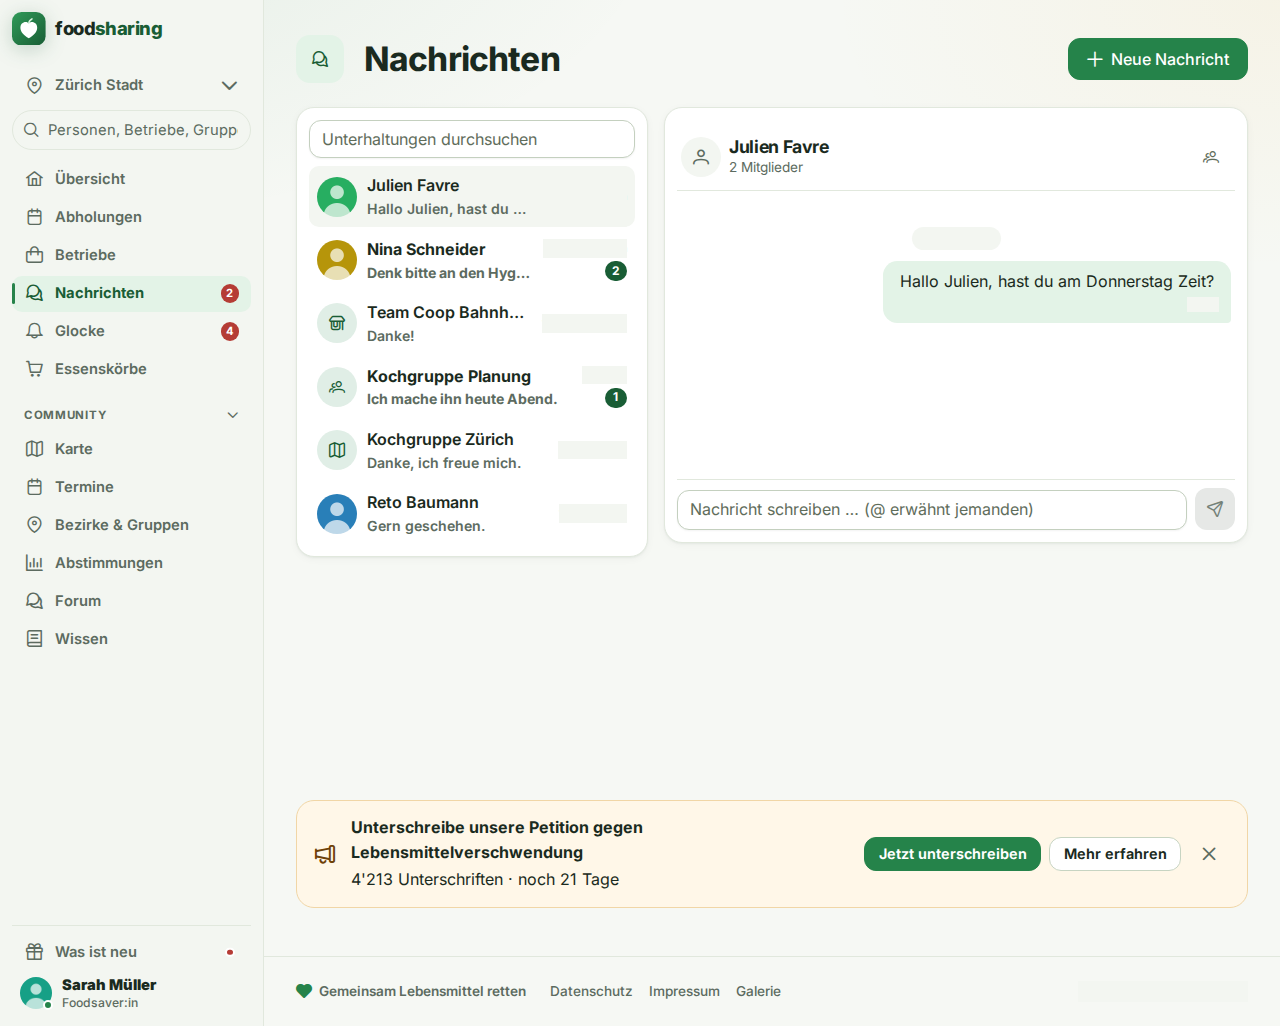 foodsharing
Zürich Stadt
Personen, Betriebe, Grupp
Übersicht
Abholungen
Betriebe
Nachrichten 2
Glocke 4
Essenskörbe
COMMUNITY
Karte
Termine
Bezirke & Gruppen
Abstimmungen
Forum
Wissen
Was ist neu
Sarah Müller
Foodsaver:in
Nachrichten
Neue Nachricht
Unterhaltungen durchsuchen
Julien Favre
Hallo Julien, hast du ...
Nina Schneider
Denk bitte an den Hyg... 2
Team Coop Bahnh...
Danke!
Kochgruppe Planung
Ich mache ihn heute Abend. 1
Kochgruppe Zürich
Danke, ich freue mich.
Reto Baumann
Gern geschehen.
Julien Favre
2 Mitglieder
Hallo Julien, hast du am Donnerstag Zeit?
Nachricht schreiben ... (@ erwähnt jemanden)
Unterschreibe unsere Petition gegen
Lebensmittelverschwendung
4'213 Unterschriften · noch 21 Tage
Jetzt unterschreiben
Mehr erfahren
Gemeinsam Lebensmittel retten Datenschutz Impressum Galerie